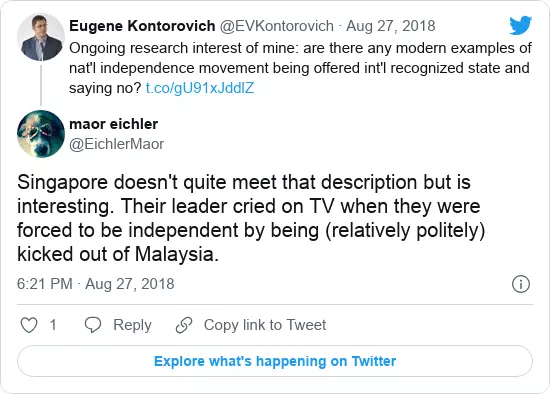 Eugene Kontorovich @EVKontorovich · Aug 27, 2018
Ongoing research interest of mine: are there any modern examples of
nat'l independence movement being offered int'l recognized state and
saying no? t.co/gU91xJddlZ
maor eichler
@EichlerMaor
Singapore doesn't quite meet that description but is
interesting. Their leader cried on TV when they were
forced to be independent by being (relatively politely)
kicked out of Malaysia.
6:21 PM · Aug 27, 2018
1 Reply Copy link to Tweet
Explore what's happening on Twitter